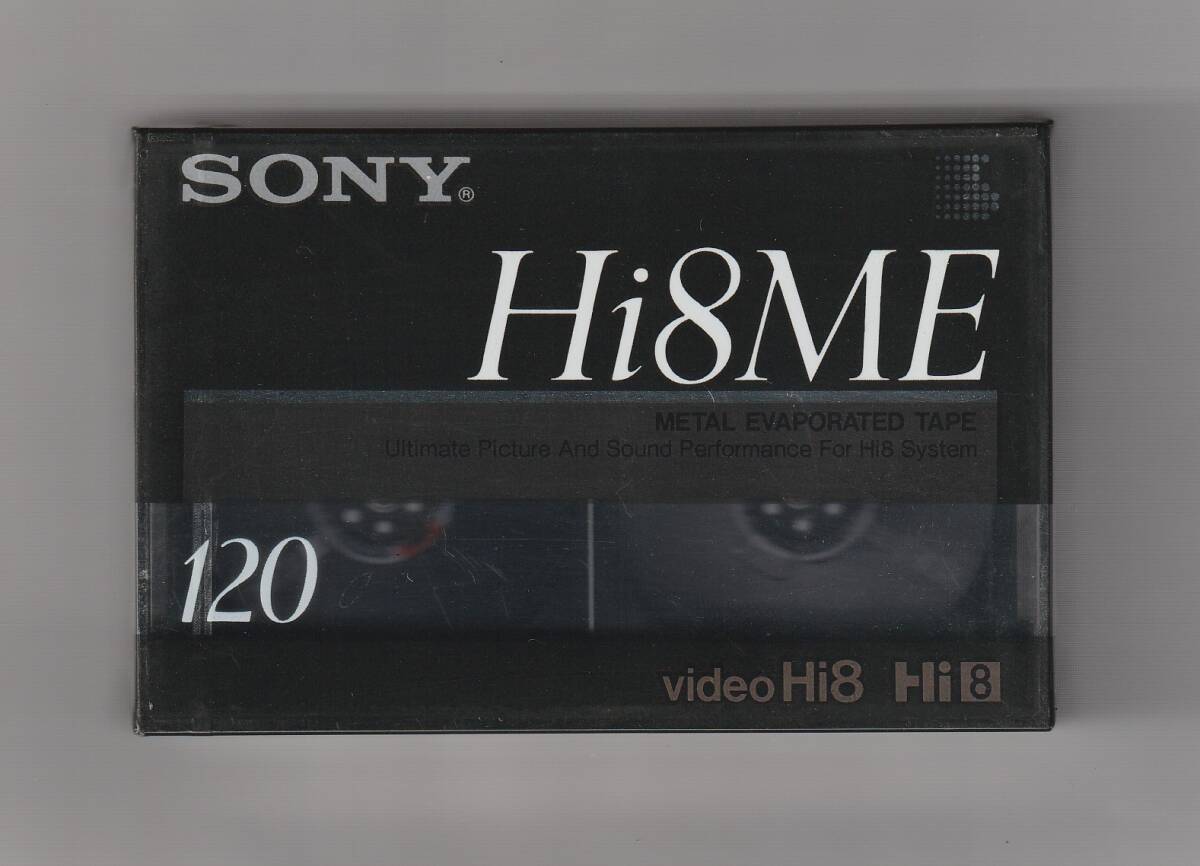 SONY®
Hi8ME
METAL EVAPORATED TAPE
Ultimate Picture And Sound Performance For Hi8 System
120
video Hi8 Hi8